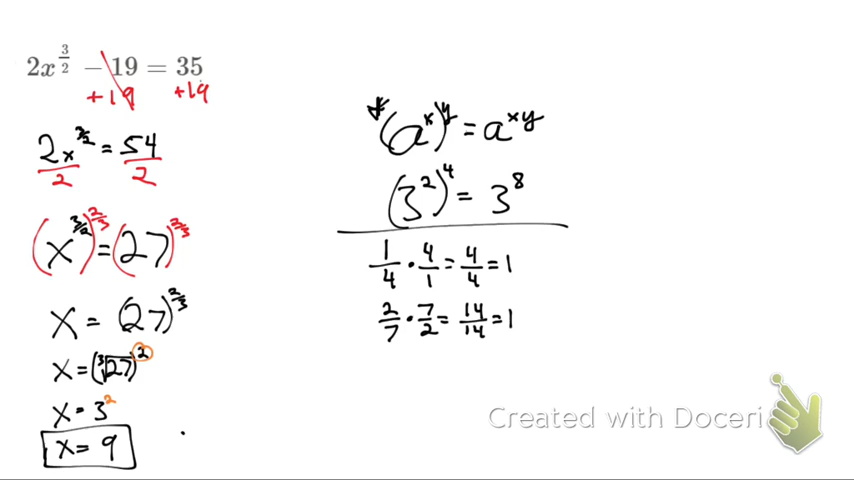 2x^{3/2} − 19 = 35
+19 +19
2x^{3/2} = 54
2 2
(x^{3/2})^{2/3} = (27)^{2/3}
x = (27)^{2/3}
x = (∛27)^2
x = 3^2
x = 9
* (a^x)^y = a^{xy}
(3^2)^4 = 3^8
1/4 · 4/1 = 4/4 = 1
2/7 · 7/2 = 14/14 = 1
Created with Doceri